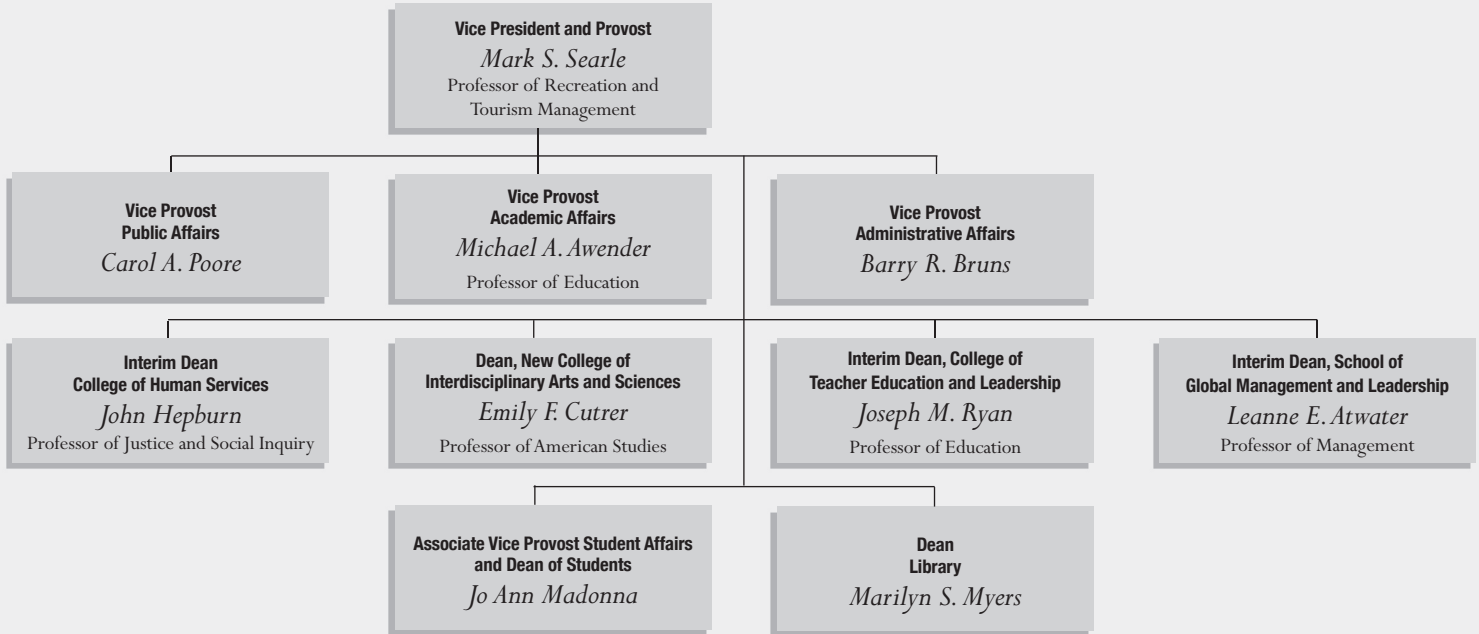 Vice President and Provost
Mark S. Searle
Professor of Recreation and
Tourism Management
Vice Provost
Public Affairs
Carol A. Poore
Vice Provost
Academic Affairs
Michael A. Awender
Professor of Education
Vice Provost
Administrative Affairs
Barry R. Bruns
Interim Dean
College of Human Services
John Hepburn
Professor of Justice and Social Inquiry
Dean, New College of
Interdisciplinary Arts and Sciences
Emily F. Cutrer
Professor of American Studies
Interim Dean, College of
Teacher Education and Leadership
Joseph M. Ryan
Professor of Education
Interim Dean, School of
Global Management and Leadership
Leanne E. Atwater
Professor of Management
Associate Vice Provost Student Affairs
and Dean of Students
Jo Ann Madonna
Dean
Library
Marilyn S. Myers